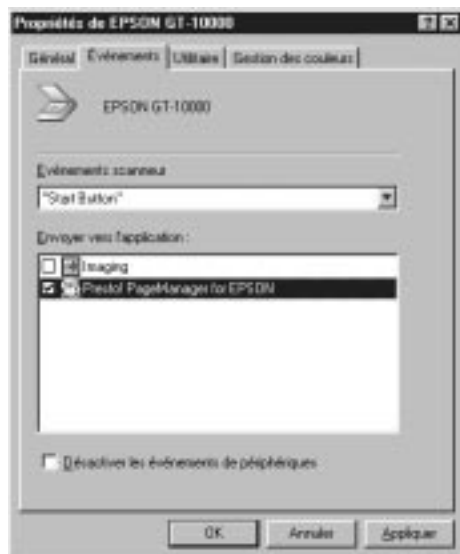 Propriétés de EPSON GT-10000
Général Événements Utilitaire Gestion des couleurs
EPSON GT-10000
Evénements scanneur
"Start Button"
Envoyer vers l'application :
Imaging
Presto! PageManager for EPSON
Désactiver les événements de périphériques
OK Annuler Appliquer